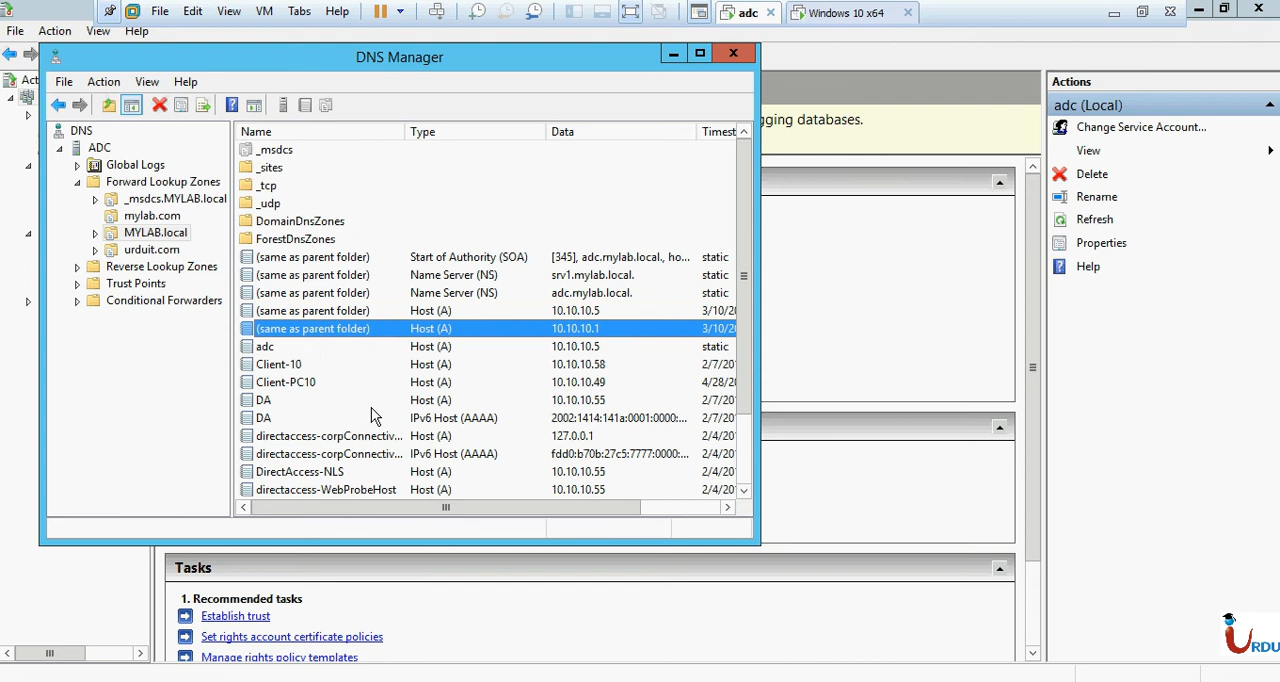 File Edit View VM Tabs Help adc Windows 10 x64
File Action View Help
DNS Manager
File Action View Help
DNS
ADC
Global Logs
Forward Lookup Zones
_msdcs.MYLAB.local
mylab.com
MYLAB.local
urduit.com
Reverse Lookup Zones
Trust Points
Conditional Forwarders
Name Type Data Timest
_msdcs
_sites
_tcp
_udp
DomainDnsZones
ForestDnsZones
(same as parent folder) Start of Authority (SOA) [345], adc.mylab.local., ho... static
(same as parent folder) Name Server (NS) srv1.mylab.local. static
(same as parent folder) Name Server (NS) adc.mylab.local. static
(same as parent folder) Host (A) 10.10.10.5 3/10/20
(same as parent folder) Host (A) 10.10.10.1 3/10/20
adc Host (A) 10.10.10.5 static
Client-10 Host (A) 10.10.10.58 2/7/201
Client-PC10 Host (A) 10.10.10.49 4/28/20
DA Host (A) 10.10.10.55 2/7/201
DA IPv6 Host (AAAA) 2002:1414:141a:0001:0000:... 2/7/201
directaccess-corpConnectiv... Host (A) 127.0.0.1 2/4/201
directaccess-corpConnectiv... IPv6 Host (AAAA) fdd0:b70b:27c5:7777:0000:... 2/4/201
DirectAccess-NLS Host (A) 10.10.10.55 2/4/201
directaccess-WebProbeHost Host (A) 10.10.10.55 2/4/201
Act
gging databases.
Tasks
1. Recommended tasks
Establish trust
Set rights account certificate policies
Manage rights policy templates
Actions
adc (Local)
Change Service Account...
View
Delete
Rename
Refresh
Properties
Help
URDU